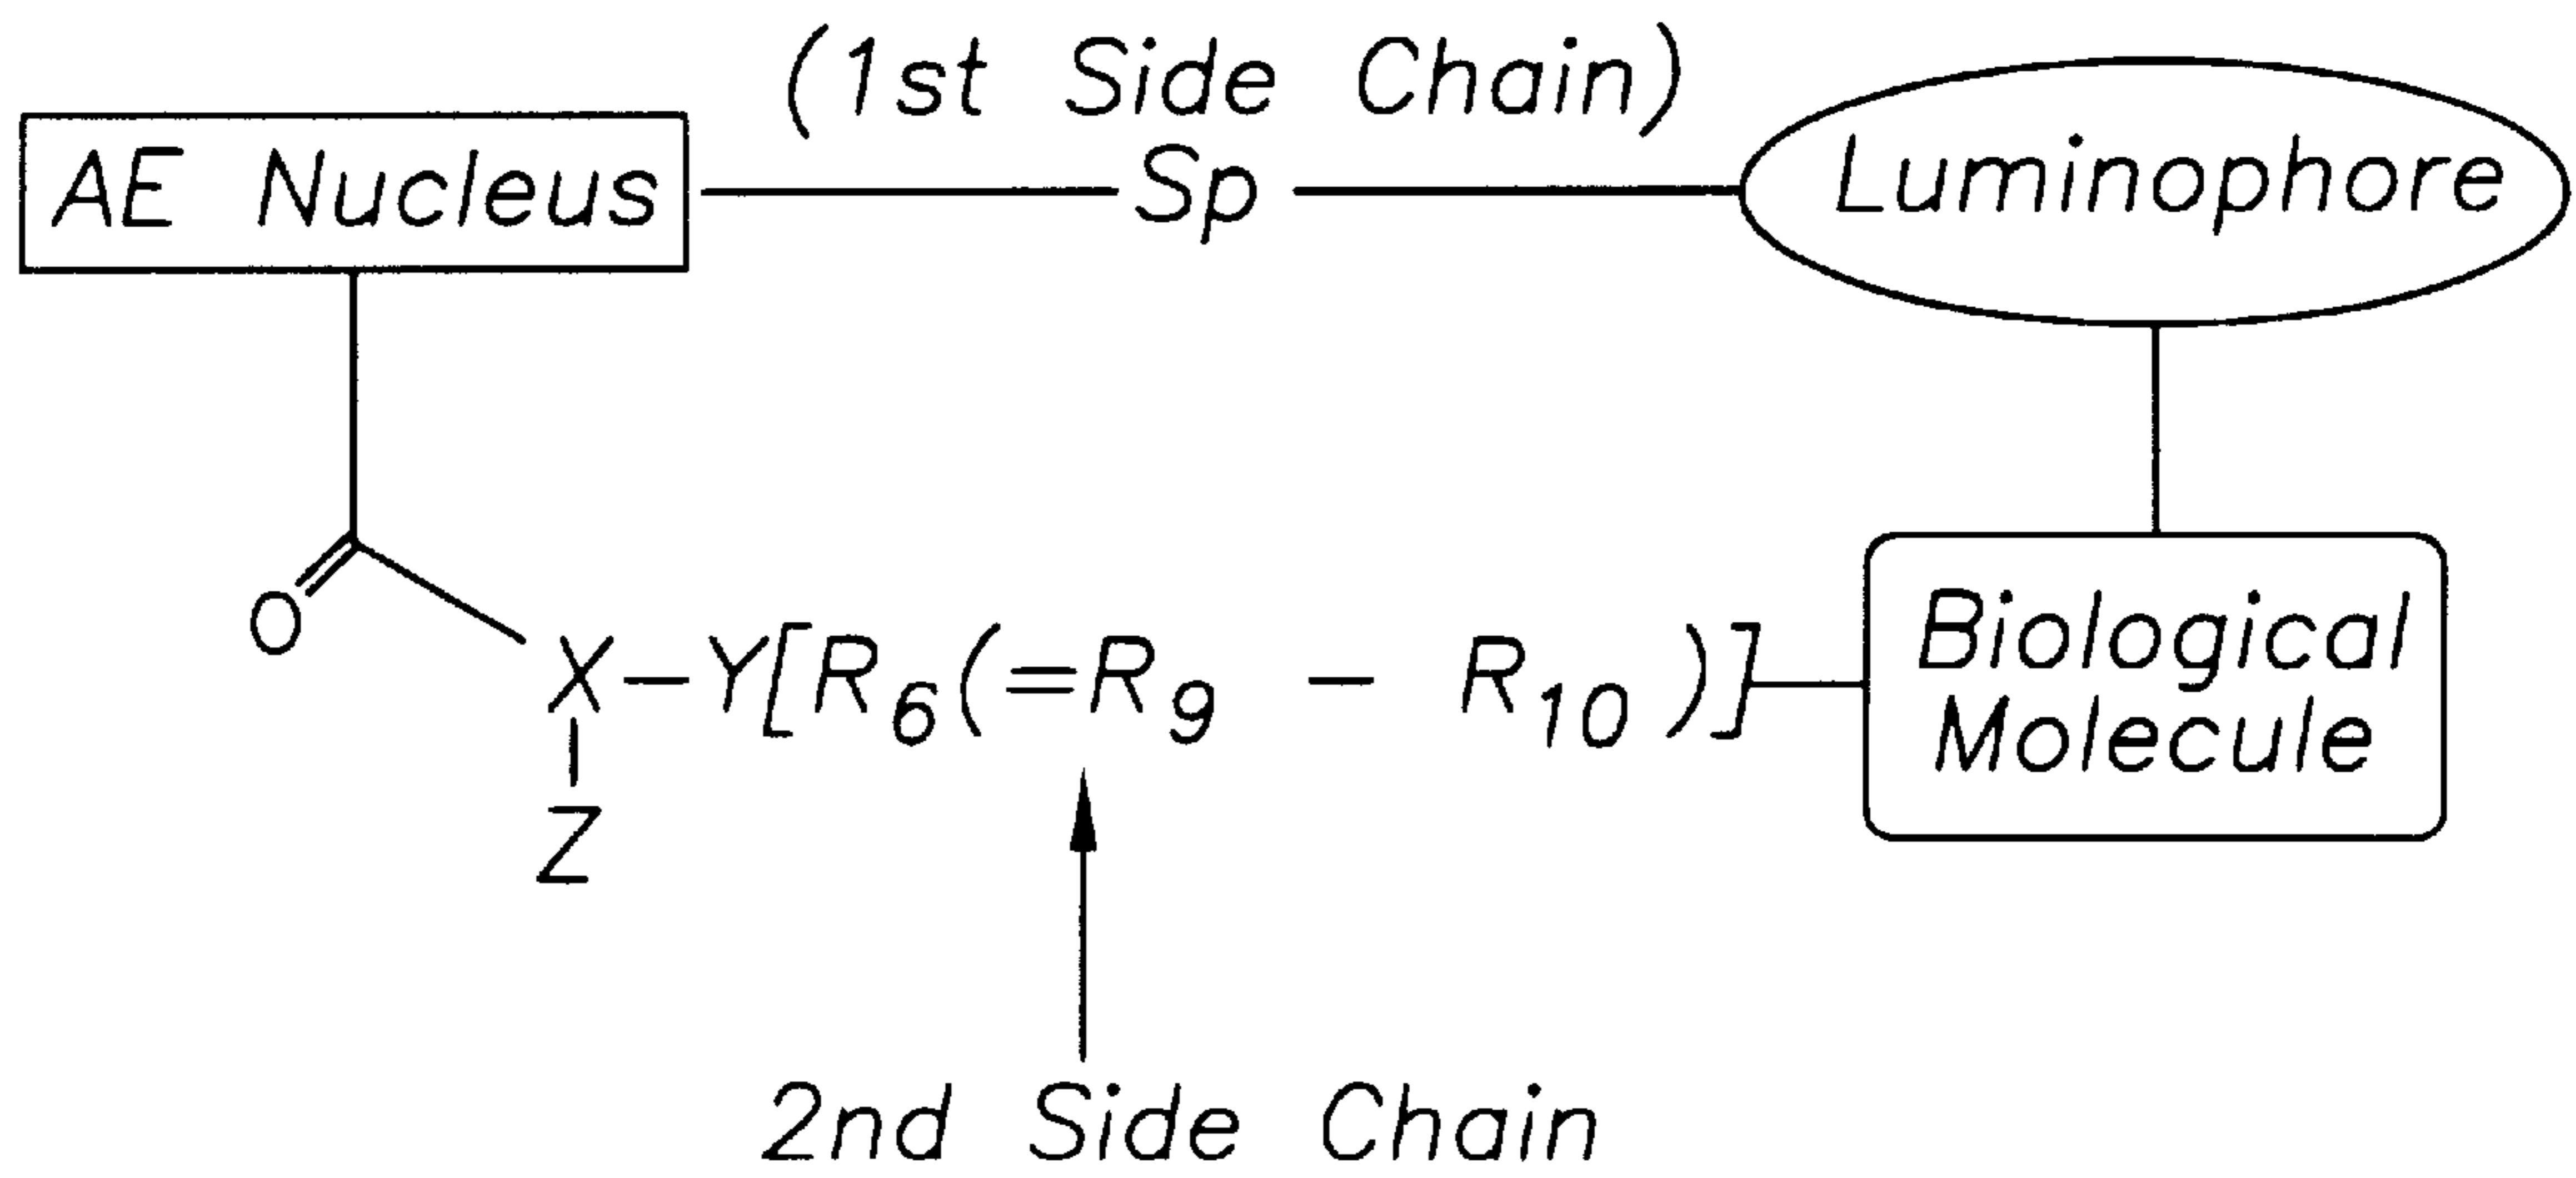 (1st Side Chain)
AE Nucleus
Sp
Luminophore
O
X-Y[R6(=R9 - R10)]
Z
Biological
Molecule
2nd Side Chain